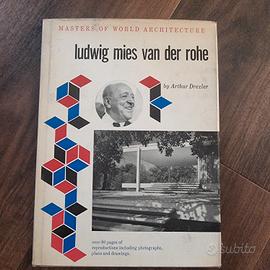 MASTERS OF WORLD ARCHITECTURE
ludwig mies van der rohe
by Arthur Drexler
over 80 pages of
reproductions including photographs,
plans and drawings.
subito